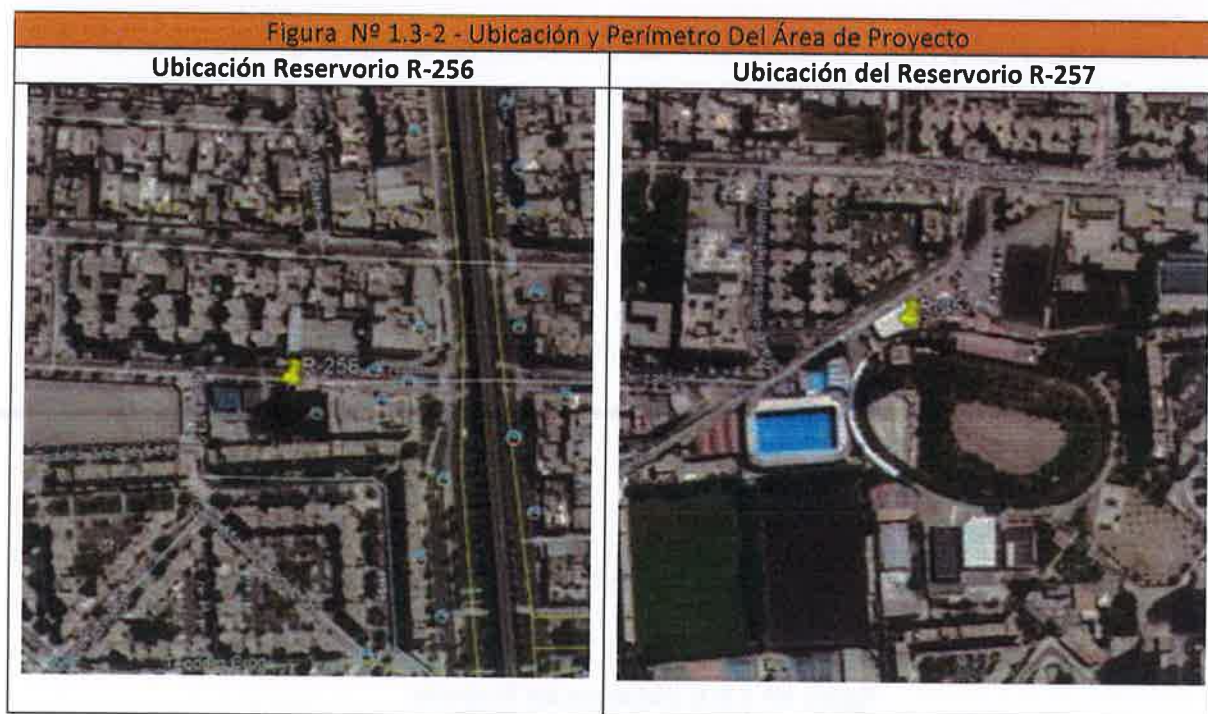 Figura Nº 1.3-2 - Ubicación y Perímetro Del Área de Proyecto
Ubicación Reservorio R-256
Ubicación del Reservorio R-257
R-256